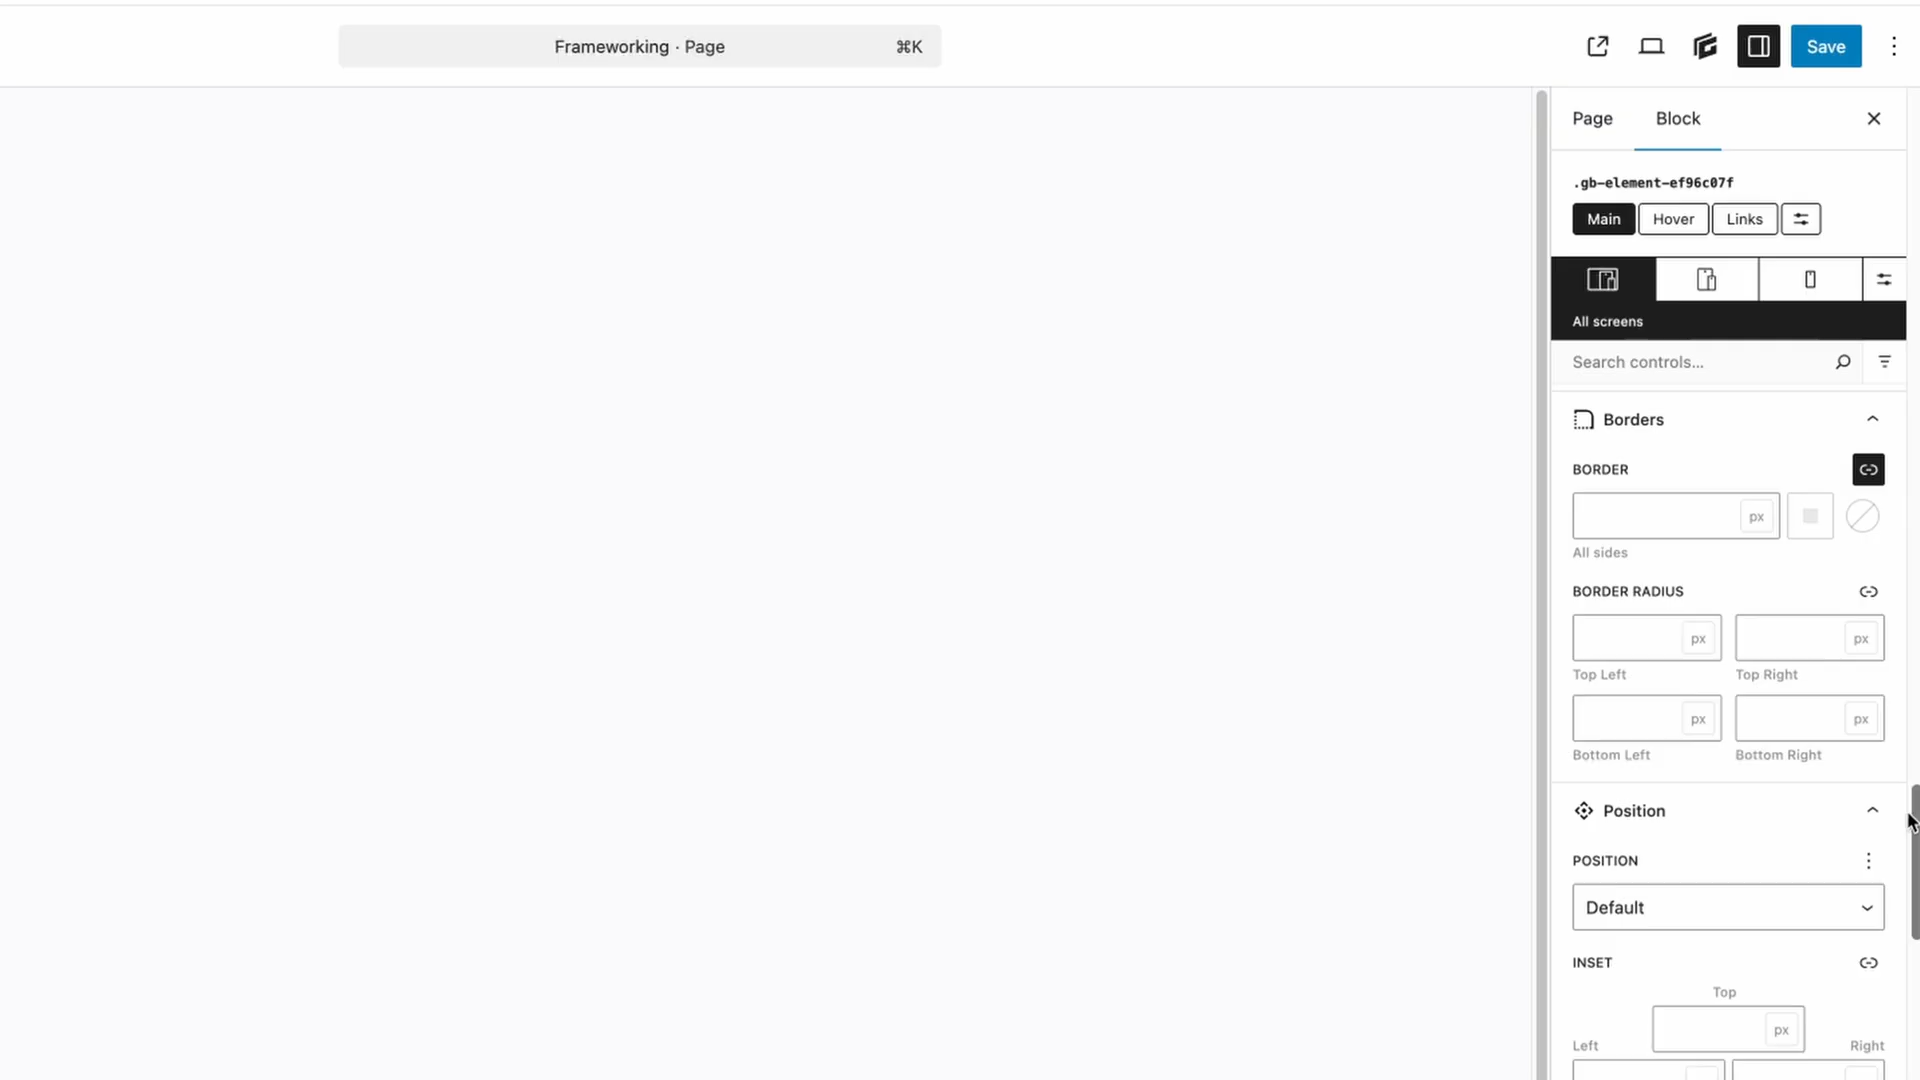 Frameworking · Page ⌘K
Save
Page Block
.gb-element-ef96c07f
Main Hover Links
All screens
Search controls...
Borders
BORDER
px
All sides
BORDER RADIUS
px px
Top Left Top Right
px px
Bottom Left Bottom Right
Position
POSITION
Default
INSET
Top
px
Left Right